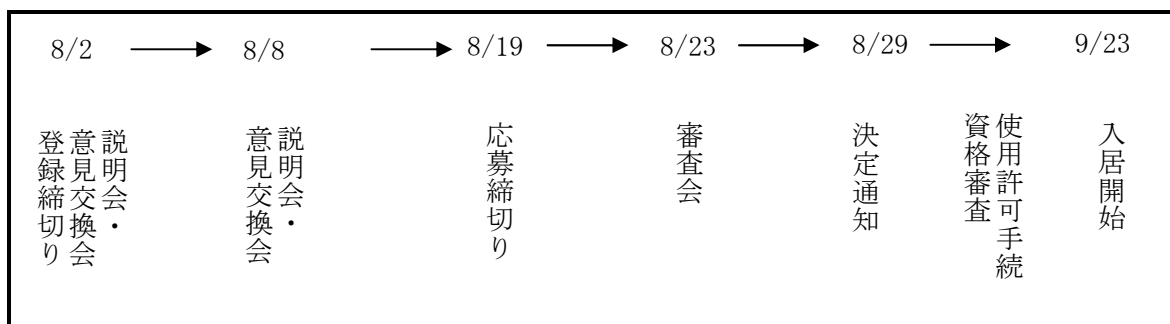 8/2
8/8
8/19
8/23
8/29
9/23
説明会・
意見交換会
登録締切り
説明会・
意見交換会
応募締切り
審査会
決定通知
使用許可手続
資格審査
入居開始